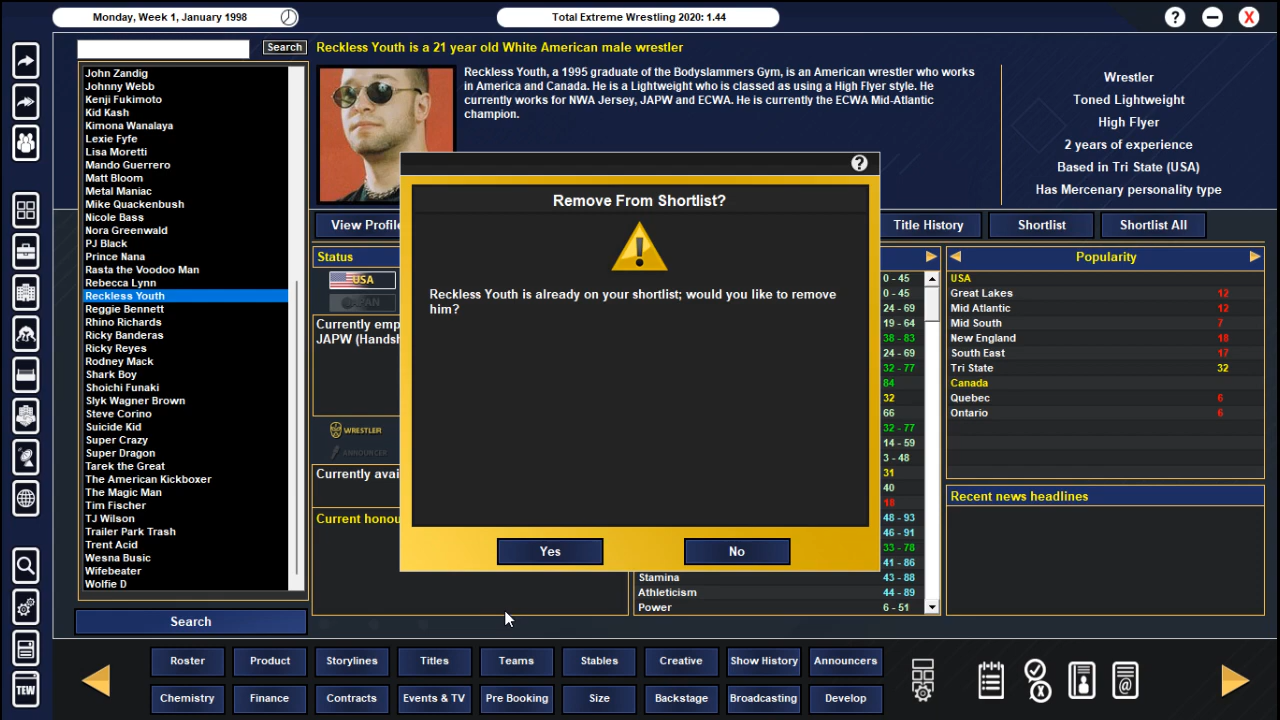 Monday, Week 1, January 1998
Total Extreme Wrestling 2020: 1.44
?
X
Search
Reckless Youth is a 21 year old White American male wrestler
John Zandig
Johnny Webb
Kenji Fukimoto
Kid Kash
Kimona Wanalaya
Lexie Fyfe
Lisa Moretti
Mando Guerrero
Matt Bloom
Metal Maniac
Mike Quackenbush
Nicole Bass
Nora Greenwald
PJ Black
Prince Nana
Rasta the Voodoo Man
Rebecca Lynn
Reckless Youth
Reggie Bennett
Rhino Richards
Ricky Banderas
Ricky Reyes
Rodney Mack
Shark Boy
Shoichi Funaki
Slyk Wagner Brown
Steve Corino
Suicide Kid
Super Crazy
Super Dragon
Tarek the Great
The American Kickboxer
The Magic Man
Tim Fischer
TJ Wilson
Trailer Park Trash
Trent Acid
Wesna Busic
Wifebeater
Wolfie D
Search
Reckless Youth, a 1995 graduate of the Bodyslammers Gym, is an American wrestler who works
in America and Canada. He is a Lightweight who is classed as using a High Flyer style. He
currently works for NWA Jersey, JAPW and ECWA. He is currently the ECWA Mid-Atlantic
champion.
Wrestler
Toned Lightweight
High Flyer
2 years of experience
Based in Tri State (USA)
Has Mercenary personality type
View Profile
Title History
Shortlist
Shortlist All
Status
USA
JAPAN
Currently emp
JAPW (Handsh
WRESTLER
ANNOUNCER
Currently avai
Current honou
?
Remove From Shortlist?
Reckless Youth is already on your shortlist; would you like to remove
him?
Yes
No
0 - 45
0 - 45
24 - 69
19 - 64
38 - 83
24 - 69
32 - 77
84
32
66
32 - 77
14 - 59
3 - 48
31
40
18
48 - 93
46 - 91
33 - 78
41 - 86
Stamina 43 - 88
Athleticism 44 - 89
Power 6 - 51
Popularity
USA
Great Lakes 12
Mid Atlantic 12
Mid South 7
New England 18
South East 17
Tri State 32
Canada
Quebec 6
Ontario 6
Recent news headlines
Roster
Product
Storylines
Titles
Teams
Stables
Creative
Show History
Announcers
Chemistry
Finance
Contracts
Events & TV
Pre Booking
Size
Backstage
Broadcasting
Develop
TEW